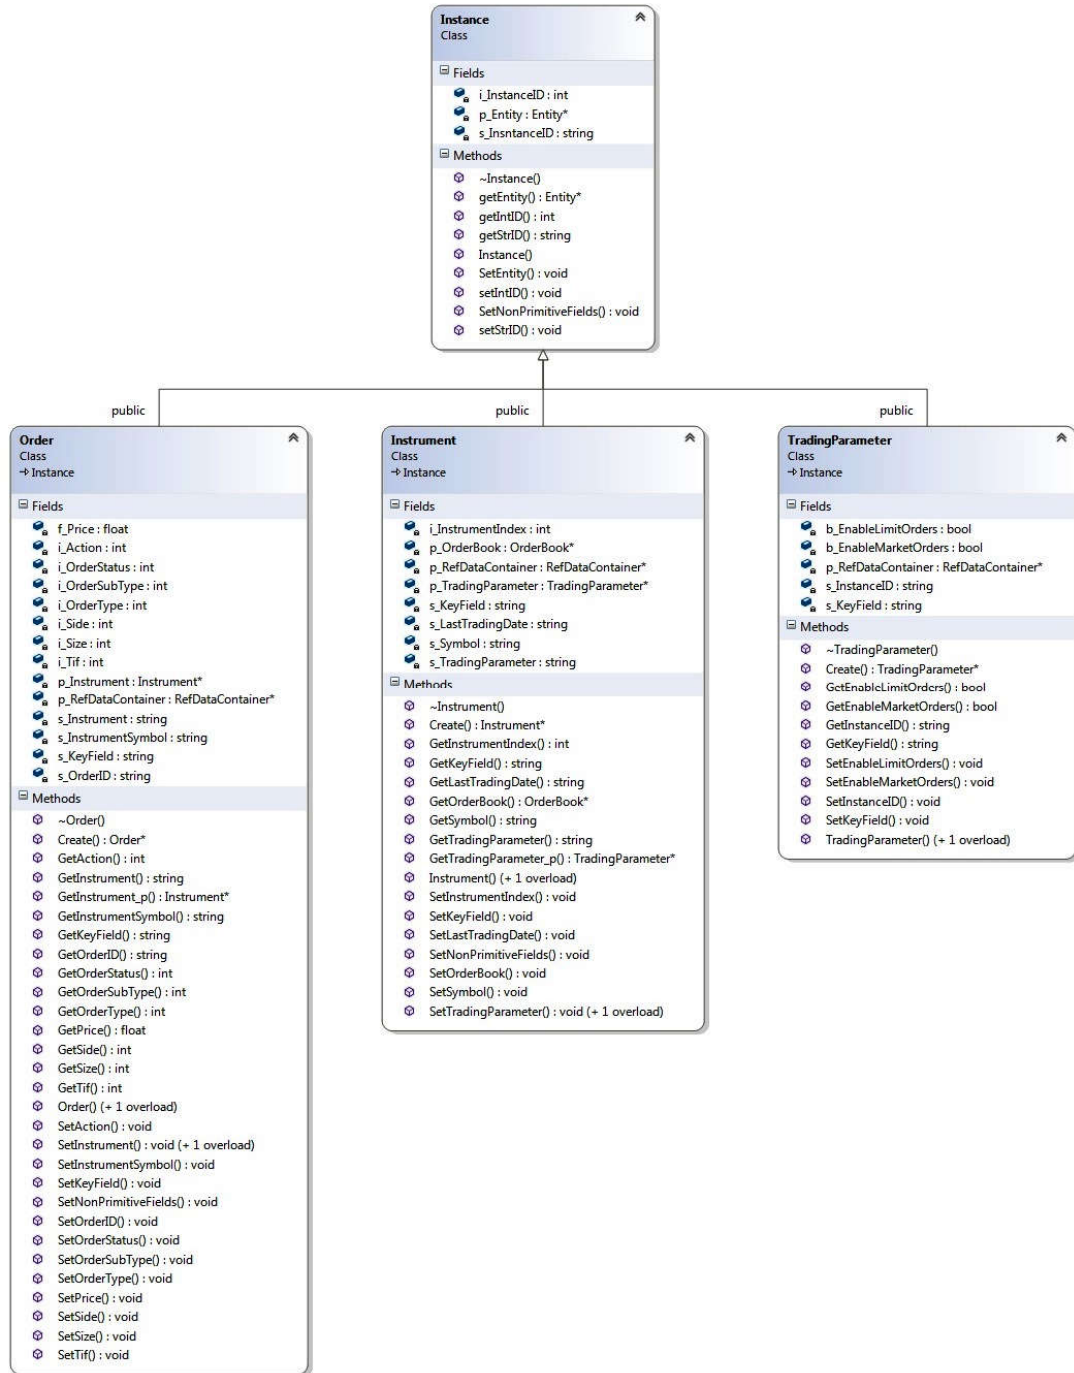 Instance
Class
Fields
i_InstanceID : int
p_Entity : Entity*
s_InsntanceID : string
Methods
~Instance()
getEntity() : Entity*
getIntID() : int
getStrID() : string
Instance()
SetEntity() : void
setIntID() : void
SetNonPrimitiveFields() : void
setStrID() : void
public
public
public
Order
Class
Instance
Fields
f_Price : float
i_Action : int
i_OrderStatus : int
i_OrderSubType : int
i_OrderType : int
i_Side : int
i_Size : int
i_Tif : int
p_Instrument : Instrument*
p_RefDataContainer : RefDataContainer*
s_Instrument : string
s_InstrumentSymbol : string
s_KeyField : string
s_OrderID : string
Methods
~Order()
Create() : Order*
GetAction() : int
GetInstrument() : string
GetInstrument_p() : Instrument*
GetInstrumentSymbol() : string
GetKeyField() : string
GetOrderID() : string
GetOrderStatus() : int
GetOrderSubType() : int
GetOrderType() : int
GetPrice() : float
GetSide() : int
GetSize() : int
GetTif() : int
Order() (+ 1 overload)
SetAction() : void
SetInstrument() : void (+ 1 overload)
SetInstrumentSymbol() : void
SetKeyField() : void
SetNonPrimitiveFields() : void
SetOrderID() : void
SetOrderStatus() : void
SetOrderSubType() : void
SetOrderType() : void
SetPrice() : void
SetSide() : void
SetSize() : void
SetTif() : void
Instrument
Class
Instance
Fields
i_InstrumentIndex : int
p_OrderBook : OrderBook*
p_RefDataContainer : RefDataContainer*
p_TradingParameter : TradingParameter*
s_KeyField : string
s_LastTradingDate : string
s_Symbol : string
s_TradingParameter : string
Methods
~Instrument()
Create() : Instrument*
GetInstrumentIndex() : int
GetKeyField() : string
GetLastTradingDate() : string
GetOrderBook() : OrderBook*
GetSymbol() : string
GetTradingParameter() : string
GetTradingParameter_p() : TradingParameter*
Instrument() (+ 1 overload)
SetInstrumentIndex() : void
SetKeyField() : void
SetLastTradingDate() : void
SetNonPrimitiveFields() : void
SetOrderBook() : void
SetSymbol() : void
SetTradingParameter() : void (+ 1 overload)
TradingParameter
Class
Instance
Fields
b_EnableLimitOrders : bool
b_EnableMarketOrders : bool
p_RefDataContainer : RefDataContainer*
s_InstanceID : string
s_KeyField : string
Methods
~TradingParameter()
Create() : TradingParameter*
GetEnableLimitOrders() : bool
GetEnableMarketOrders() : bool
GetInstanceID() : string
GetKeyField() : string
SetEnableLimitOrders() : void
SetEnableMarketOrders() : void
SetInstanceID() : void
SetKeyField() : void
TradingParameter() (+ 1 overload)